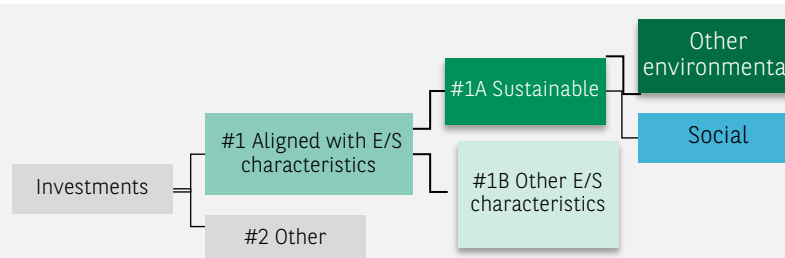 Other
environmenta
#1A Sustainable
Social
#1 Aligned with E/S
characteristics
#1B Other E/S
characteristics
Investments
#2 Other